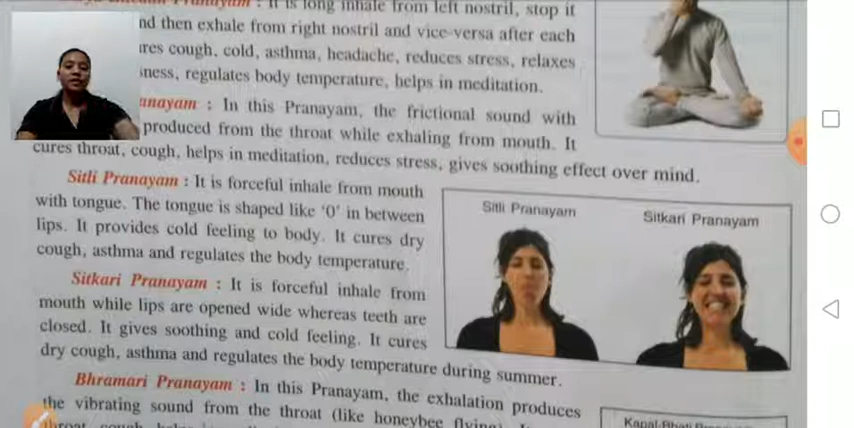 : It is long inhale from left nostril, stop it
nd then exhale from right nostril and vice-versa after each
res cough, cold, asthma, headache, reduces stress, relaxes
ness, regulates body temperature, helps in meditation.
anayam : In this Pranayam, the frictional sound with
produced from the throat while exhaling from mouth. It
cures throat, cough, helps in meditation, reduces stress, gives soothing effect over mind.
Sitli Pranayam : It is forceful inhale from mouth
with tongue. The tongue is shaped like ‘0’ in between
lips. It provides cold feeling to body. It cures dry
cough, asthma and regulates the body temperature.
Sitli Pranayam
Sitkari Pranayam
Sitkari Pranayam : It is forceful inhale from
mouth while lips are opened wide whereas teeth are
closed. It gives soothing and cold feeling. It cures
dry cough, asthma and regulates the body temperature during summer.
Bhramari Pranayam : In this Pranayam, the exhalation produces
the vibrating sound from the throat (like honeybee flying).